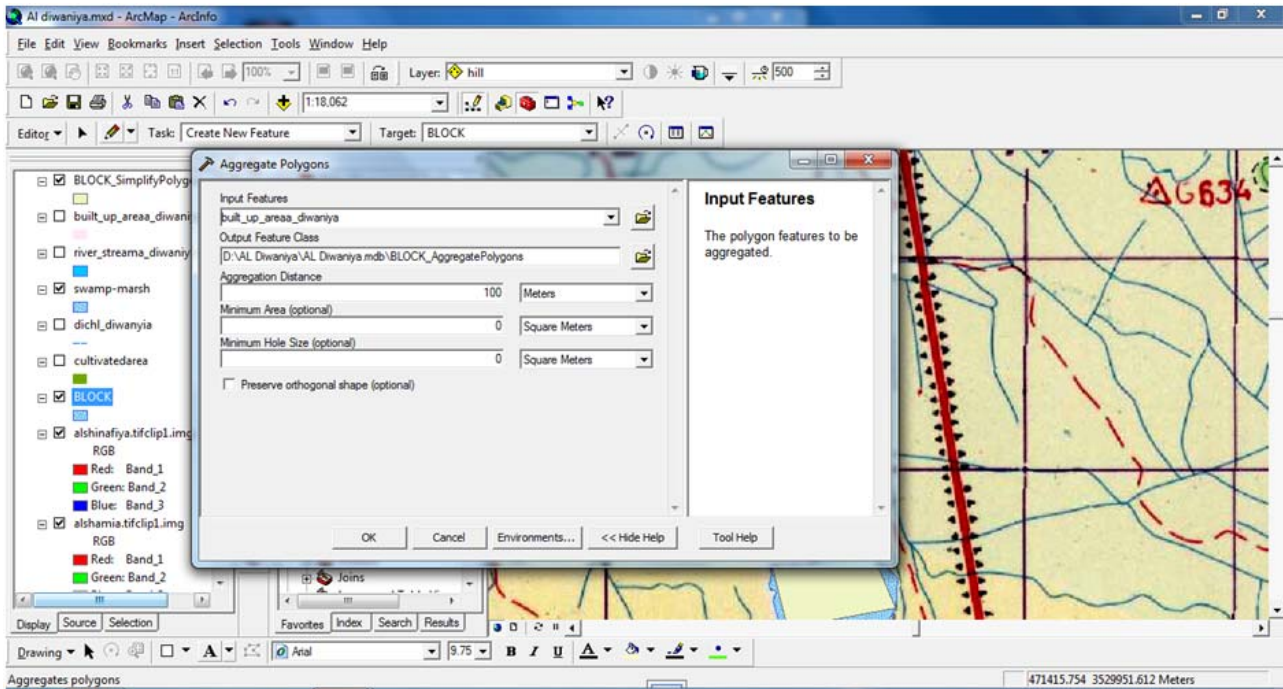 Al diwaniya.mxd - ArcMap - ArcInfo
File Edit View Bookmarks Insert Selection Tools Window Help
100% Layer: hill 500
1:18,062
Editor Task: Create New Feature Target: BLOCK
Aggregate Polygons
BLOCK_SimplifyPolyg
built_up_areaa_diwani
river_streama_diwaniy
swamp-marsh
dichl_diwanyia
cultivatedarea
BLOCK
alshinafiya.tifclip1.img
RGB
Red: Band_1
Green: Band_2
Blue: Band_3
alshamia.tifclip1.img
RGB
Red: Band_1
Green: Band_2
Display Source Selection
Input Features
built_up_areaa_diwaniya
Output Feature Class
D:\AL Diwaniya\AL Diwaniya.mdb\BLOCK_AggregatePolygons
Aggregation Distance
100 Meters
Minimum Area (optional)
0 Square Meters
Minimum Hole Size (optional)
0 Square Meters
Preserve orthogonal shape (optional)
Input Features
The polygon features to be
aggregated.
OK Cancel Environments... << Hide Help Tool Help
Joins
Favorites Index Search Results
G634
Drawing A Arial 9.75 B I U A
Aggregates polygons 471415.754 3529951.612 Meters